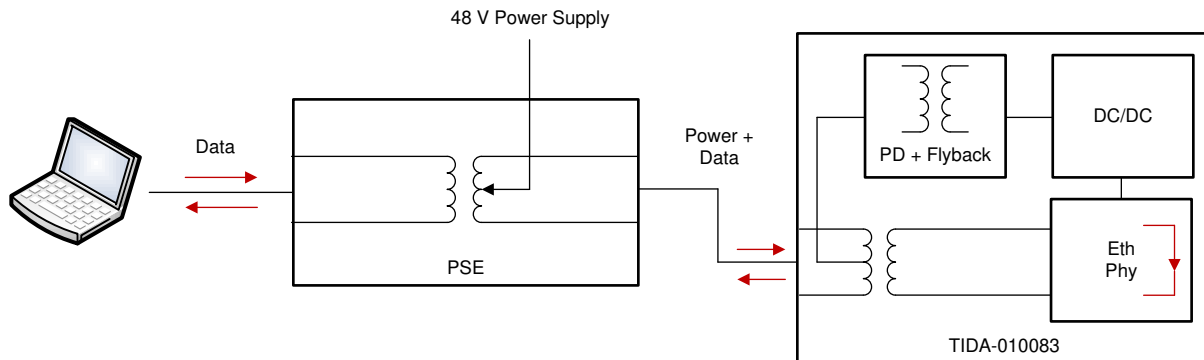 48 V Power Supply
Data
PSE
Power +
Data
PD + Flyback
DC/DC
Eth
Phy
TIDA-010083